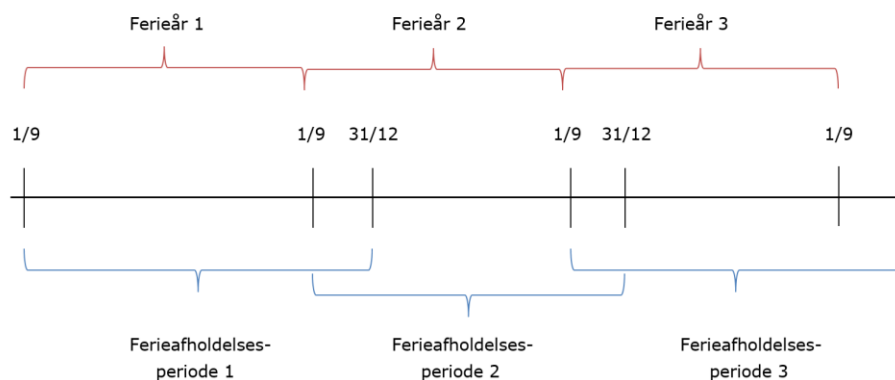 Ferieår 1
Ferieår 2
Ferieår 3
1/9
1/9
31/12
1/9
31/12
1/9
Ferieafholdelses-
periode 1
Ferieafholdelses-
periode 2
Ferieafholdelses-
periode 3